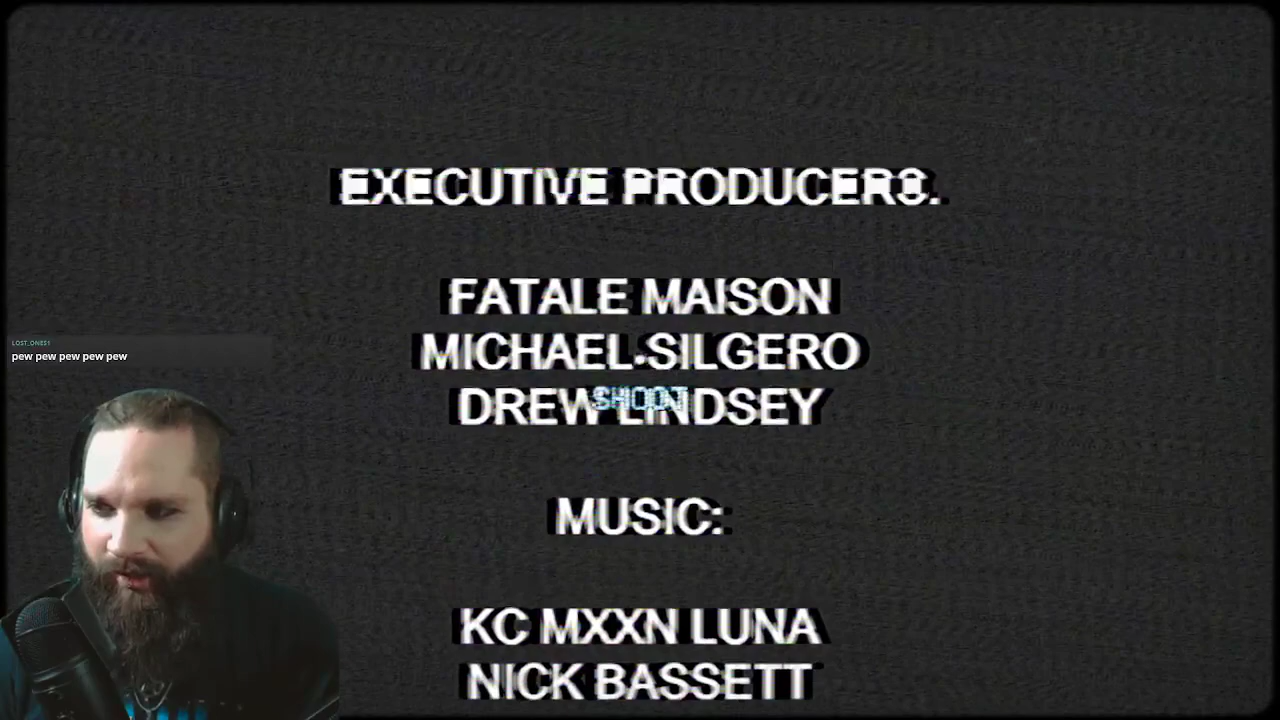 EXECUTIVE PRODUCERS.
FATALE MAISON
MICHAEL SILGERO
DREW LINDSEY
SHOOT
MUSIC:
KC MXXN LUNA
NICK BASSETT
LOST_ONES1
pew pew pew pew pew